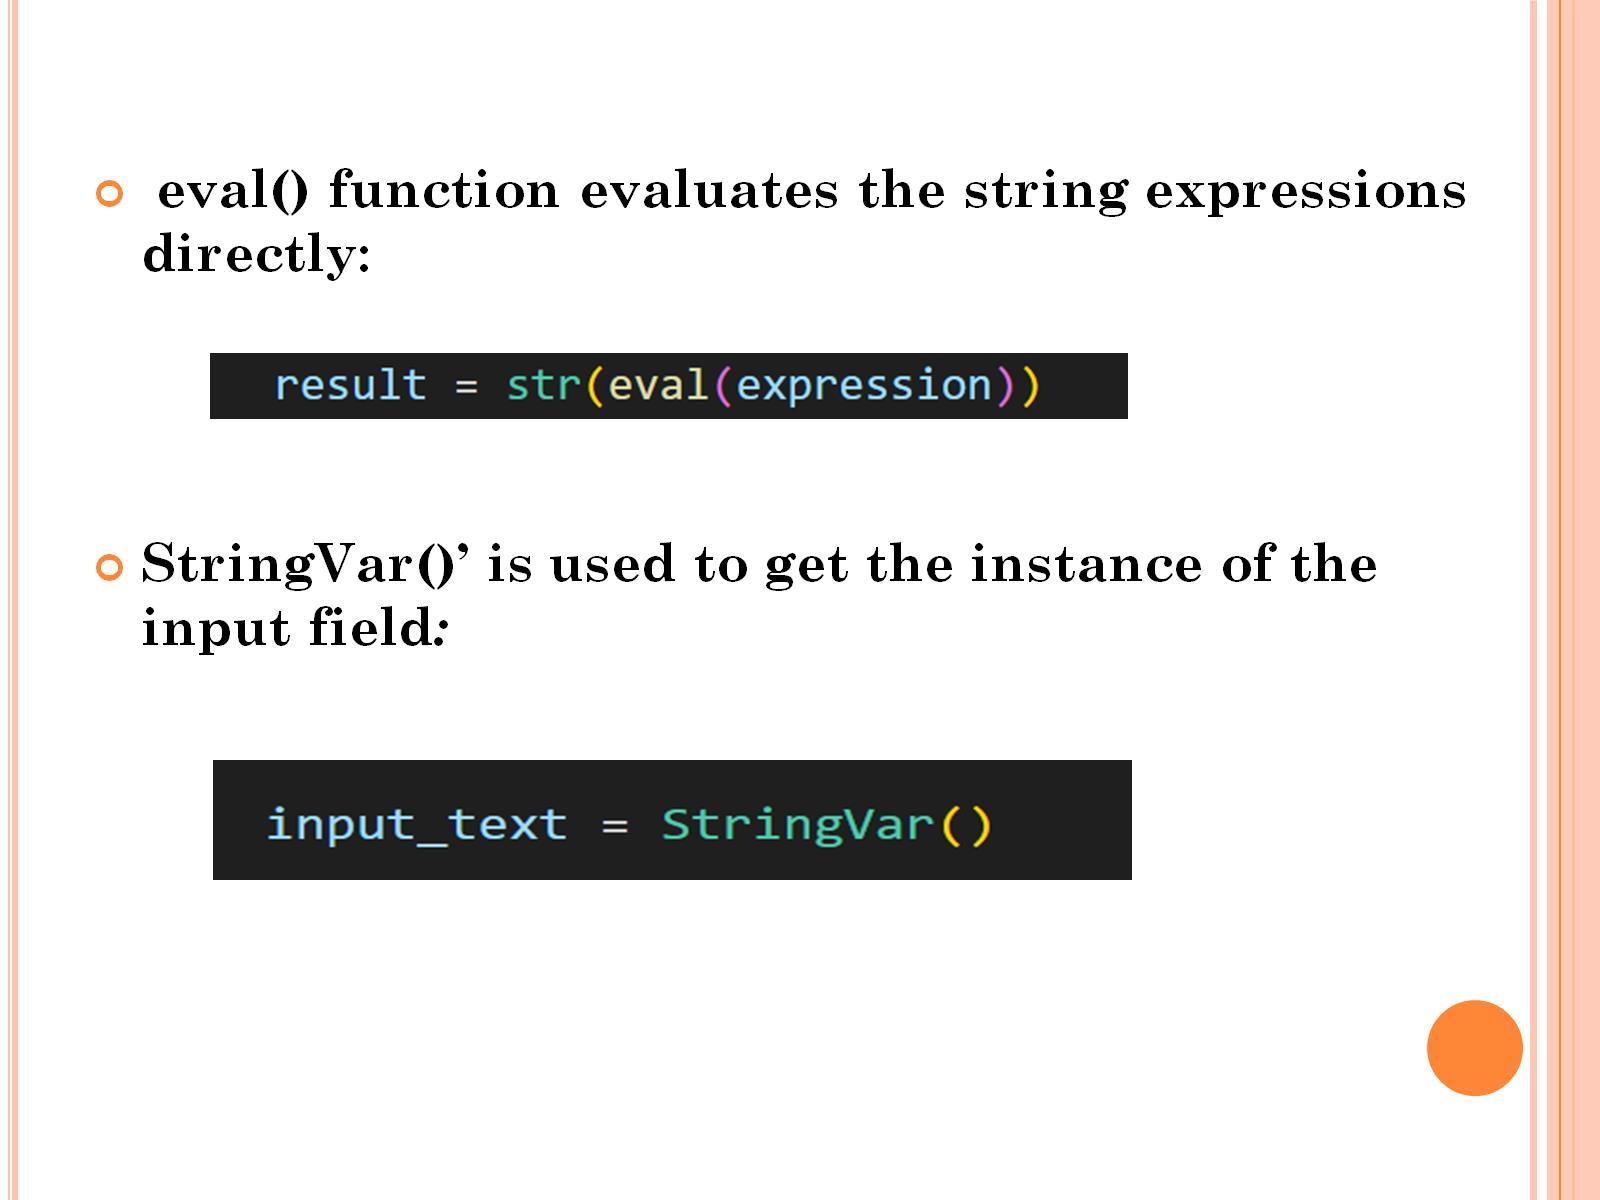 eval() function evaluates the string expressions
directly:
result = str(eval(expression))
StringVar()’ is used to get the instance of the
input field:
input_text = StringVar()